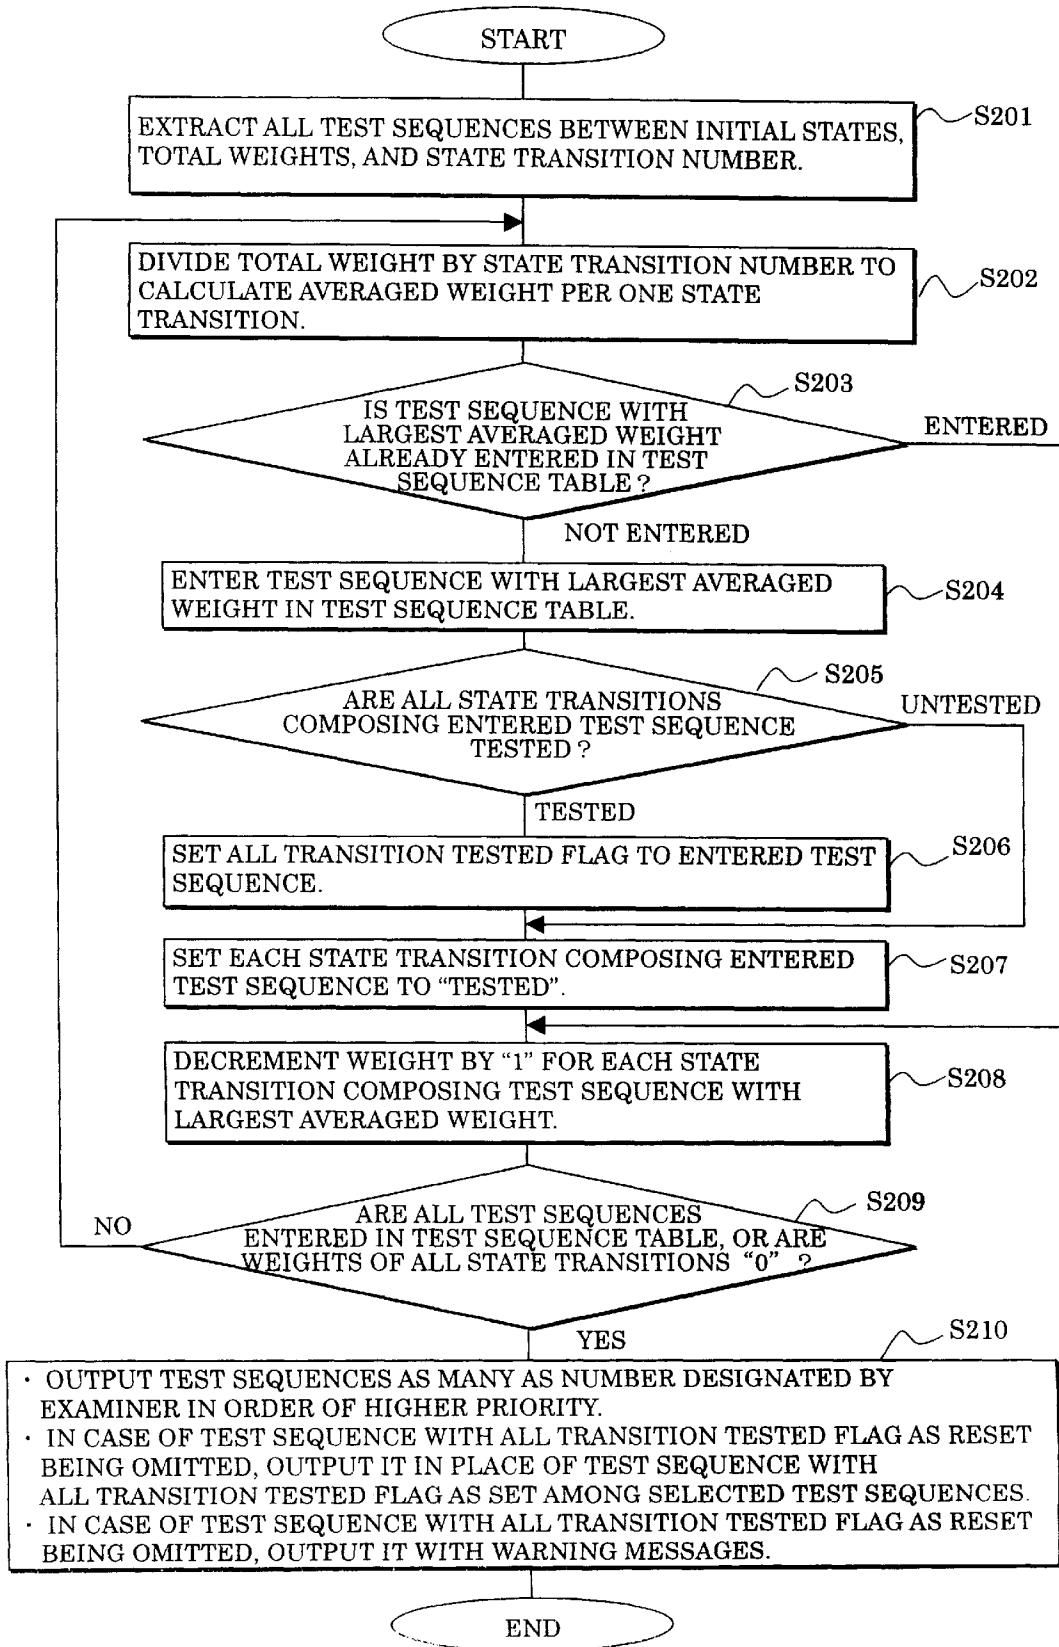 START
EXTRACT ALL TEST SEQUENCES BETWEEN INITIAL STATES,
TOTAL WEIGHTS, AND STATE TRANSITION NUMBER.
S201
DIVIDE TOTAL WEIGHT BY STATE TRANSITION NUMBER TO
CALCULATE AVERAGED WEIGHT PER ONE STATE
TRANSITION.
S202
IS TEST SEQUENCE WITH
LARGEST AVERAGED WEIGHT
ALREADY ENTERED IN TEST
SEQUENCE TABLE ?
S203
ENTERED
NOT ENTERED
ENTER TEST SEQUENCE WITH LARGEST AVERAGED
WEIGHT IN TEST SEQUENCE TABLE.
S204
ARE ALL STATE TRANSITIONS
COMPOSING ENTERED TEST SEQUENCE
TESTED ?
S205
UNTESTED
TESTED
SET ALL TRANSITION TESTED FLAG TO ENTERED TEST
SEQUENCE.
S206
SET EACH STATE TRANSITION COMPOSING ENTERED
TEST SEQUENCE TO “TESTED”.
S207
DECREMENT WEIGHT BY “1” FOR EACH STATE
TRANSITION COMPOSING TEST SEQUENCE WITH
LARGEST AVERAGED WEIGHT.
S208
ARE ALL TEST SEQUENCES
ENTERED IN TEST SEQUENCE TABLE, OR ARE
WEIGHTS OF ALL STATE TRANSITIONS “0” ?
S209
NO
YES
S210
· OUTPUT TEST SEQUENCES AS MANY AS NUMBER DESIGNATED BY
EXAMINER IN ORDER OF HIGHER PRIORITY.
· IN CASE OF TEST SEQUENCE WITH ALL TRANSITION TESTED FLAG AS RESET
BEING OMITTED, OUTPUT IT IN PLACE OF TEST SEQUENCE WITH
ALL TRANSITION TESTED FLAG AS SET AMONG SELECTED TEST SEQUENCES.
· IN CASE OF TEST SEQUENCE WITH ALL TRANSITION TESTED FLAG AS RESET
BEING OMITTED, OUTPUT IT WITH WARNING MESSAGES.
END